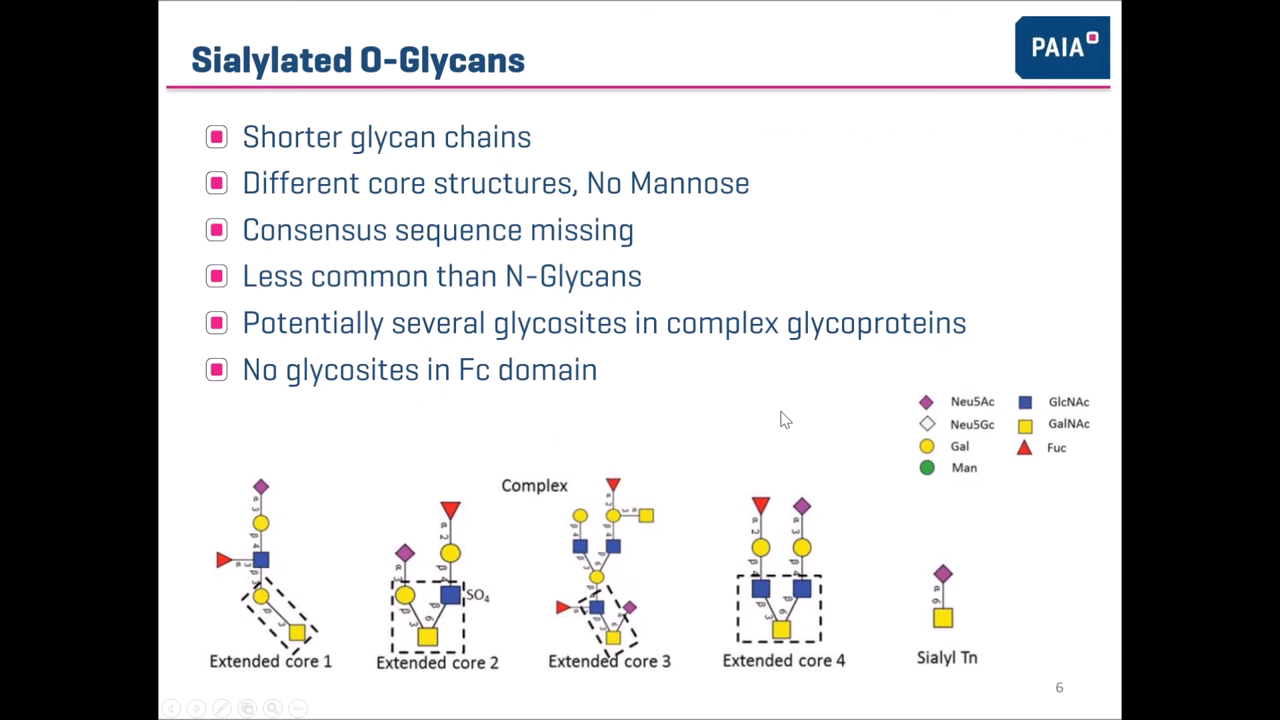 Sialylated O-Glycans
PAIA
Shorter glycan chains
Different core structures, No Mannose
Consensus sequence missing
Less common than N-Glycans
Potentially several glycosites in complex glycoproteins
No glycosites in Fc domain
Neu5Ac
GlcNAc
Neu5Gc
GalNAc
Gal
Fuc
Man
Complex
SO₄
Extended core 1
Extended core 2
Extended core 3
Extended core 4
Sialyl Tn
6